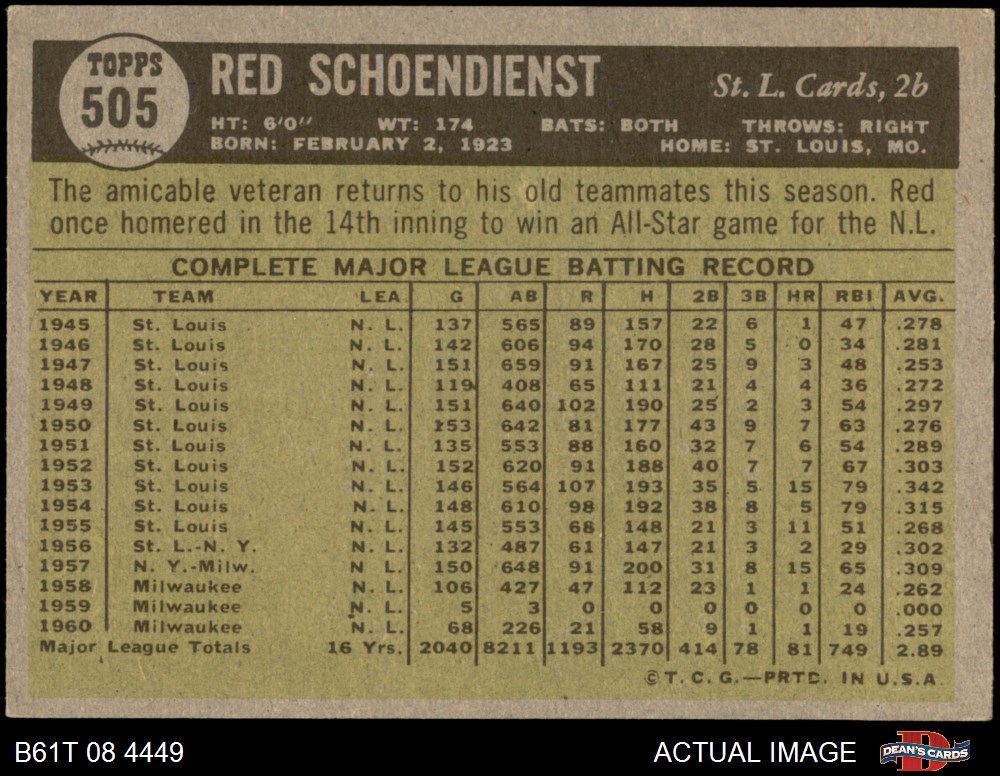 TOPPS
505
RED SCHOENDIENST St. L. Cards, 2b
HT: 6'0" WT: 174 BATS: BOTH THROWS: RIGHT
BORN: FEBRUARY 2, 1923 HOME: ST. LOUIS, MO.
The amicable veteran returns to his old teammates this season. Red
once homered in the 14th inning to win an All-Star game for the N.L.
COMPLETE MAJOR LEAGUE BATTING RECORD
YEAR TEAM LEA. G AB R H 2B 3B HR RBI AVG.
1945 St. Louis N. L. 137 565 89 157 22 6 1 47 .278
1946 St. Louis N. L. 142 606 94 170 28 5 0 34 .281
1947 St. Louis N. L. 151 659 91 167 25 9 3 48 .253
1948 St. Louis N. L. 119 408 65 111 21 4 4 36 .272
1949 St. Louis N. L. 151 640 102 190 25 2 3 54 .297
1950 St. Louis N. L. 153 642 81 177 43 9 7 63 .276
1951 St. Louis N. L. 135 553 88 160 32 7 6 54 .289
1952 St. Louis N. L. 152 620 91 188 40 7 7 67 .303
1953 St. Louis N. L. 146 564 107 193 35 5 15 79 .342
1954 St. Louis N. L. 148 610 98 192 38 8 5 79 .315
1955 St. Louis N. L. 145 553 68 148 21 3 11 51 .268
1956 St. L.-N. Y. N. L. 132 487 61 147 21 3 2 29 .302
1957 N. Y.-Milw. N. L. 150 648 91 200 31 8 15 65 .309
1958 Milwaukee N. L. 106 427 47 112 23 1 1 24 .262
1959 Milwaukee N. L. 5 3 0 0 0 0 0 0 .000
1960 Milwaukee N. L. 68 226 21 58 9 1 1 19 .257
Major League Totals 16 Yrs. 2040 8211 1193 2370 414 78 81 749 2.89
©T. C. G.—PRTD. IN U.S.A.
B61T 08 4449 ACTUAL IMAGE DEAN'S CARDS